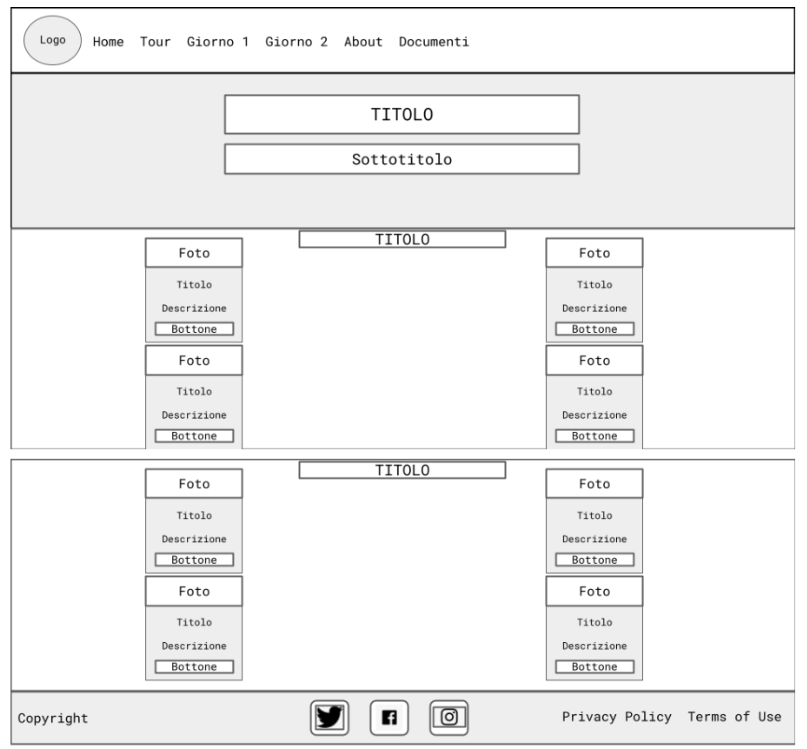 Logo Home Tour Giorno 1 Giorno 2 About Documenti
TITOLO
Sottotitolo
TITOLO
Foto Foto
Titolo Titolo
Descrizione Descrizione
Bottone Bottone
Foto Foto
Titolo Titolo
Descrizione Descrizione
Bottone Bottone
TITOLO
Foto Foto
Titolo Titolo
Descrizione Descrizione
Bottone Bottone
Foto Foto
Titolo Titolo
Descrizione Descrizione
Bottone Bottone
Copyright Privacy Policy Terms of Use